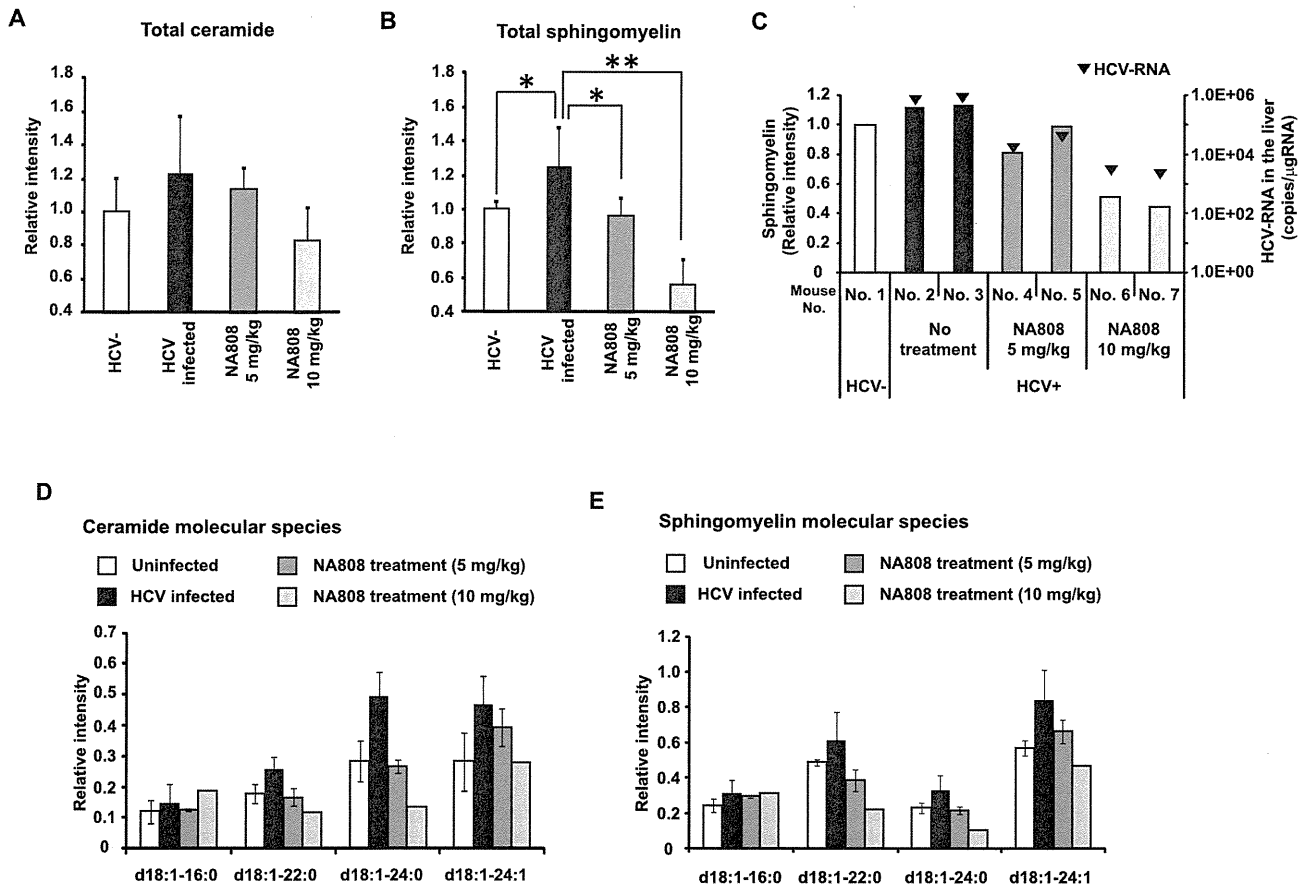 A
Total ceramide
Relative intensity
1.8
1.6
1.4
1.2
1.0
0.8
0.6
0.4
HCV-
HCV infected
NA808 5 mg/kg
NA808 10 mg/kg
B
Total sphingomyelin
Relative intensity
1.8
1.6
1.4
1.2
1.0
0.8
0.6
0.4
*
**
*
HCV-
HCV infected
NA808 5 mg/kg
NA808 10 mg/kg
C
HCV-RNA
Sphingomyelin
(Relative intensity)
1.2
1.0
0.8
0.6
0.4
0.2
0
1.0E+06
1.0E+04
1.0E+02
1.0E+00
HCV-RNA in the liver
(copies/µgRNA)
Mouse No.
No. 1 No. 2 No. 3 No. 4 No. 5 No. 6 No. 7
No treatment
NA808 5 mg/kg
NA808 10 mg/kg
HCV-
HCV+
D
Ceramide molecular species
Uninfected
NA808 treatment (5 mg/kg)
HCV infected
NA808 treatment (10 mg/kg)
Relative intensity
0.7
0.6
0.5
0.4
0.3
0.2
0.1
0
d18:1-16:0 d18:1-22:0 d18:1-24:0 d18:1-24:1
E
Sphingomyelin molecular species
Uninfected
NA808 treatment (5 mg/kg)
HCV infected
NA808 treatment (10 mg/kg)
Relative intensity
1.2
1.0
0.8
0.6
0.4
0.2
0
d18:1-16:0 d18:1-22:0 d18:1-24:0 d18:1-24:1